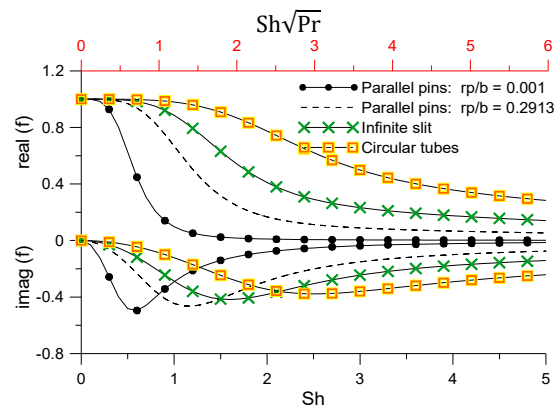 Sh√Pr
0 1 2 3 4 5 6
1.2
0.8
0.4
0
-0.4
-0.8
real (f)
imag (f)
Parallel pins: rp/b = 0.001
Parallel pins: rp/b = 0.2913
Infinite slit
Circular tubes
0 1 2 3 4 5
Sh